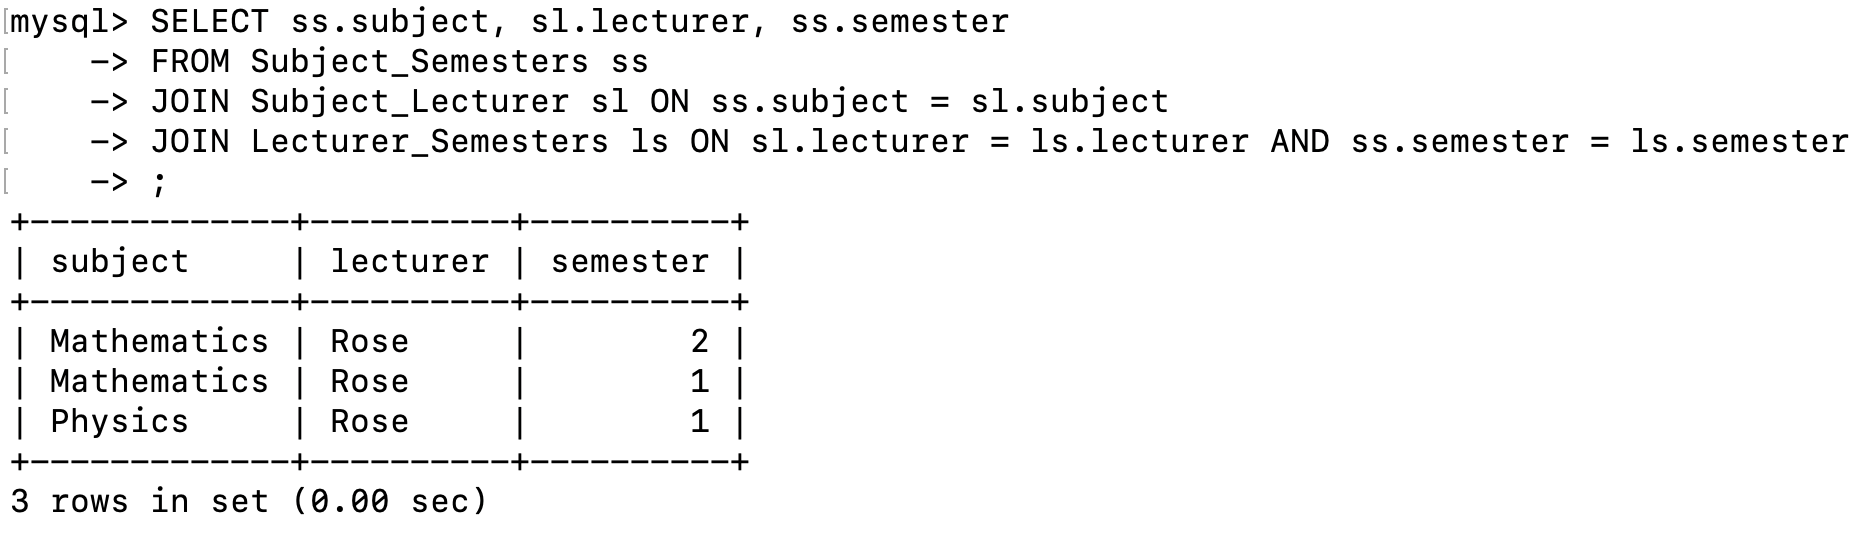 mysql> SELECT ss.subject, sl.lecturer, ss.semester
    -> FROM Subject_Semesters ss
    -> JOIN Subject_Lecturer sl ON ss.subject = sl.subject
    -> JOIN Lecturer_Semesters ls ON sl.lecturer = ls.lecturer AND ss.semester = ls.semester
    -> ;
+-------------+----------+----------+
| subject     | lecturer | semester |
+-------------+----------+----------+
| Mathematics | Rose     |        2 |
| Mathematics | Rose     |        1 |
| Physics     | Rose     |        1 |
+-------------+----------+----------+
3 rows in set (0.00 sec)